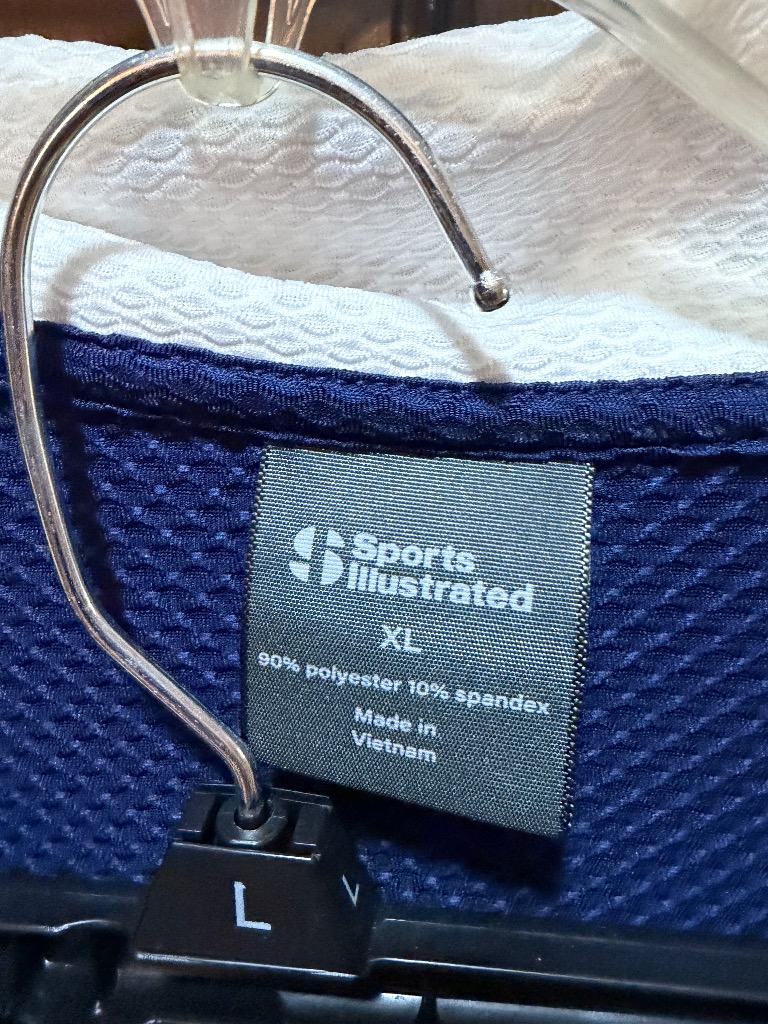 Sports
Illustrated
XL
90% polyester 10% spandex
Made in
Vietnam
L